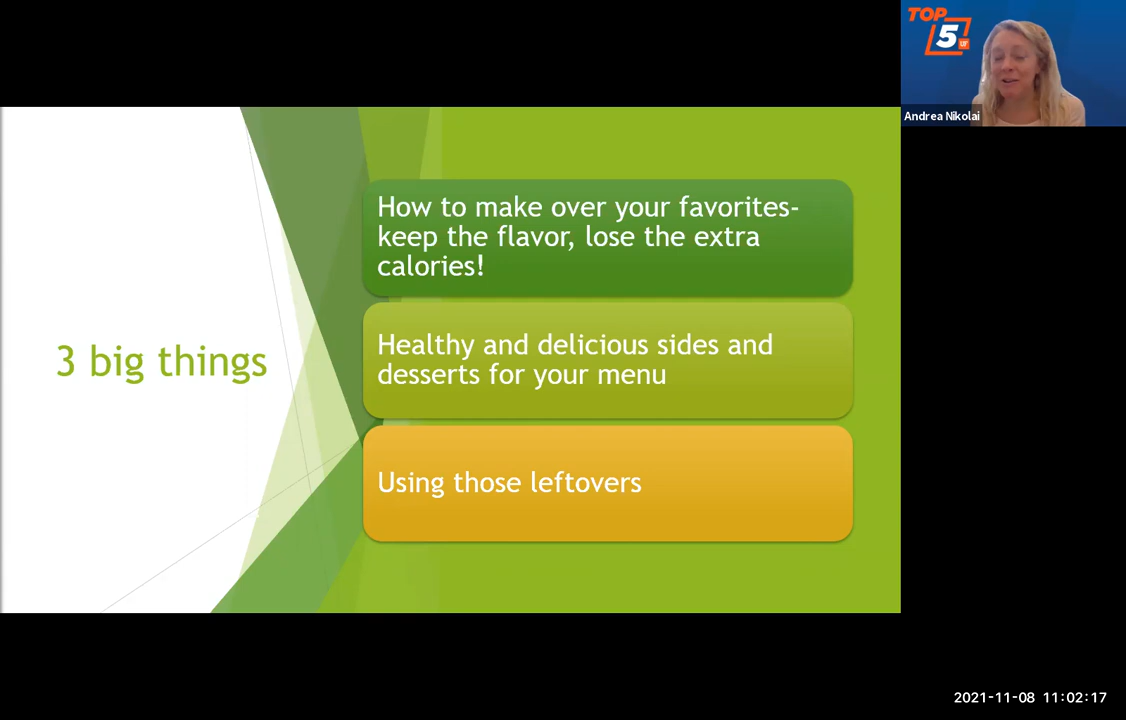 TOP
5
UF
Andrea Nikolai
How to make over your favorites-
keep the flavor, lose the extra
calories!
3 big things
Healthy and delicious sides and
desserts for your menu
Using those leftovers
2021-11-08 11:02:17